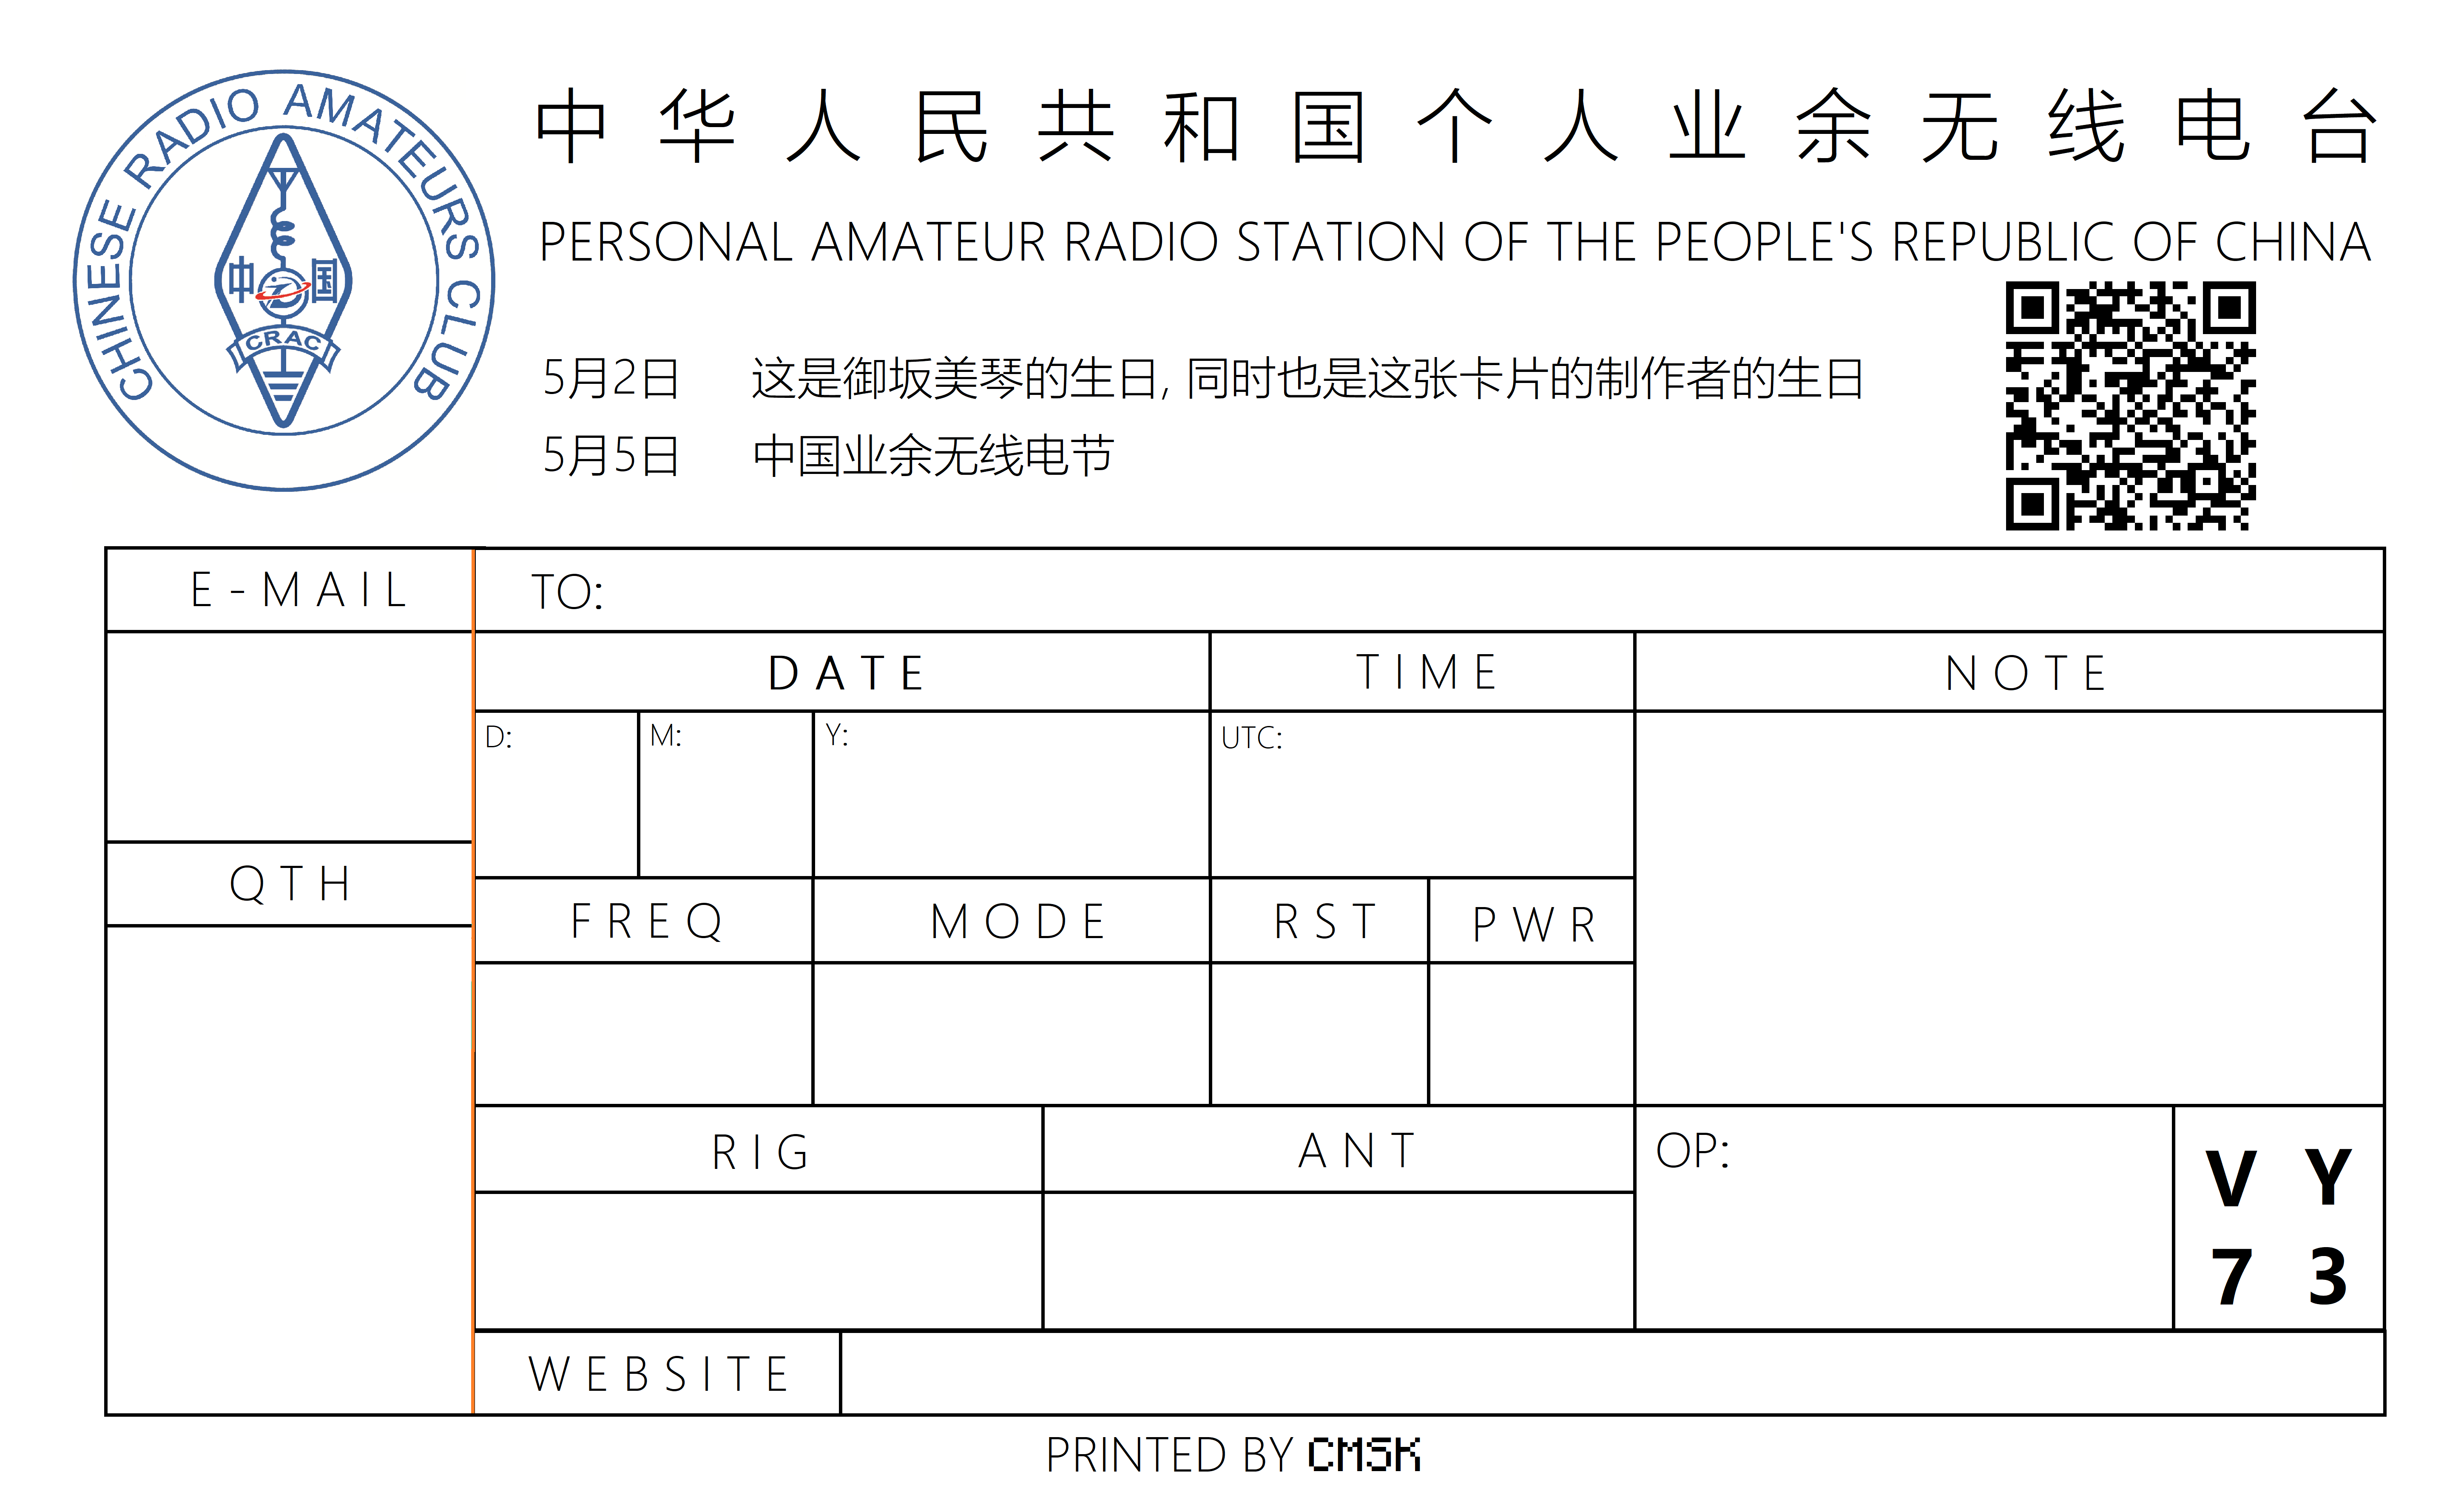 CHINESE RADIO AMATEURS CLUB
中 国
CRAC
中华人民共和国个人业余无线电台
PERSONAL AMATEUR RADIO STATION OF THE PEOPLE'S REPUBLIC OF CHINA
5月2日 这是御坂美琴的生日, 同时也是这张卡片的制作者的生日
5月5日 中国业余无线电节
E-MAIL
TO:
DATE TIME NOTE
D: M: Y: UTC:
QTH
FREQ MODE RST PWR
RIG ANT OP:
VY
73
WEBSITE
PRINTED BY CMSK